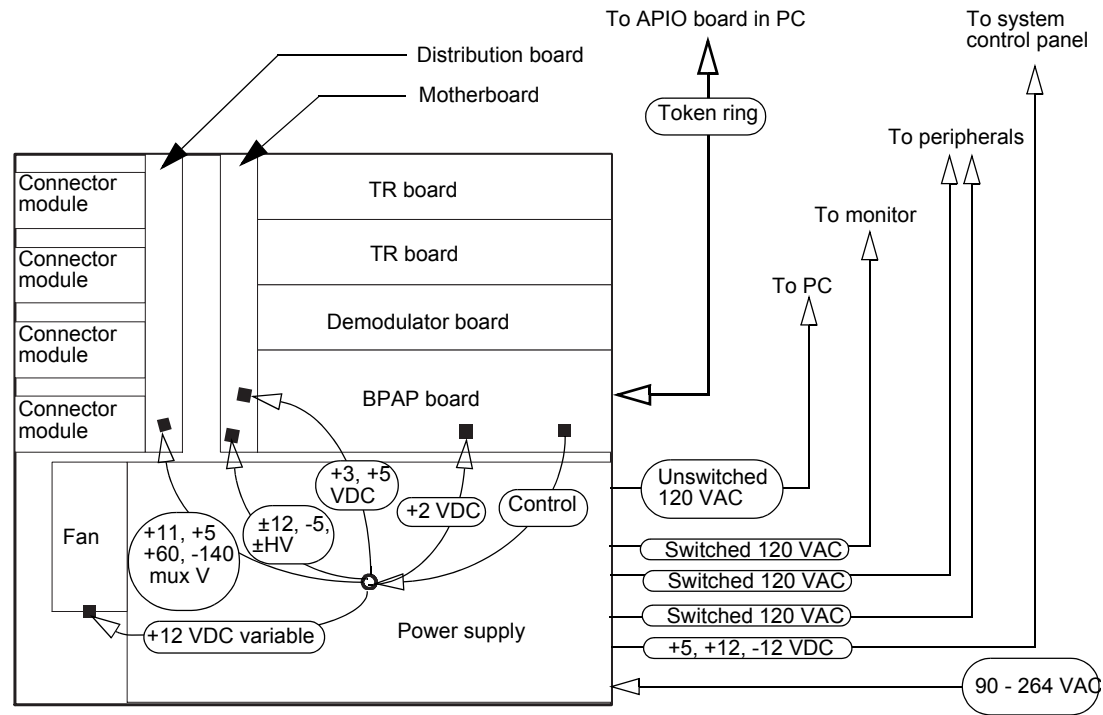 To APIO board in PC
To system
control panel
Distribution board
Motherboard
Token ring
To peripherals
Connector
module
TR board
To monitor
Connector
module
TR board
To PC
Connector
module
Demodulator board
Connector
module
BPAP board
+3, +5
VDC
Unswitched
120 VAC
Fan
+11, +5
+60, -140
mux V
±12, -5,
±HV
+2 VDC
Control
Switched 120 VAC
Switched 120 VAC
Switched 120 VAC
+12 VDC variable
Power supply
+5, +12, -12 VDC
90 - 264 VAC